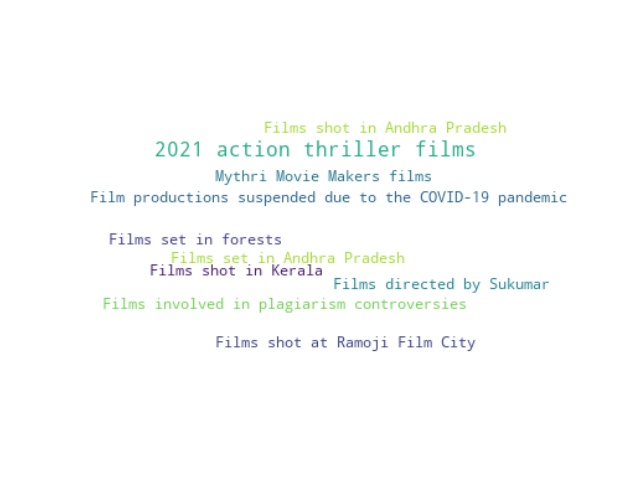 Films shot in Andhra Pradesh
2021 action thriller films
Mythri Movie Makers films
Film productions suspended due to the COVID-19 pandemic
Films set in forests
Films set in Andhra Pradesh
Films shot in Kerala
Films directed by Sukumar
Films involved in plagiarism controversies
Films shot at Ramoji Film City